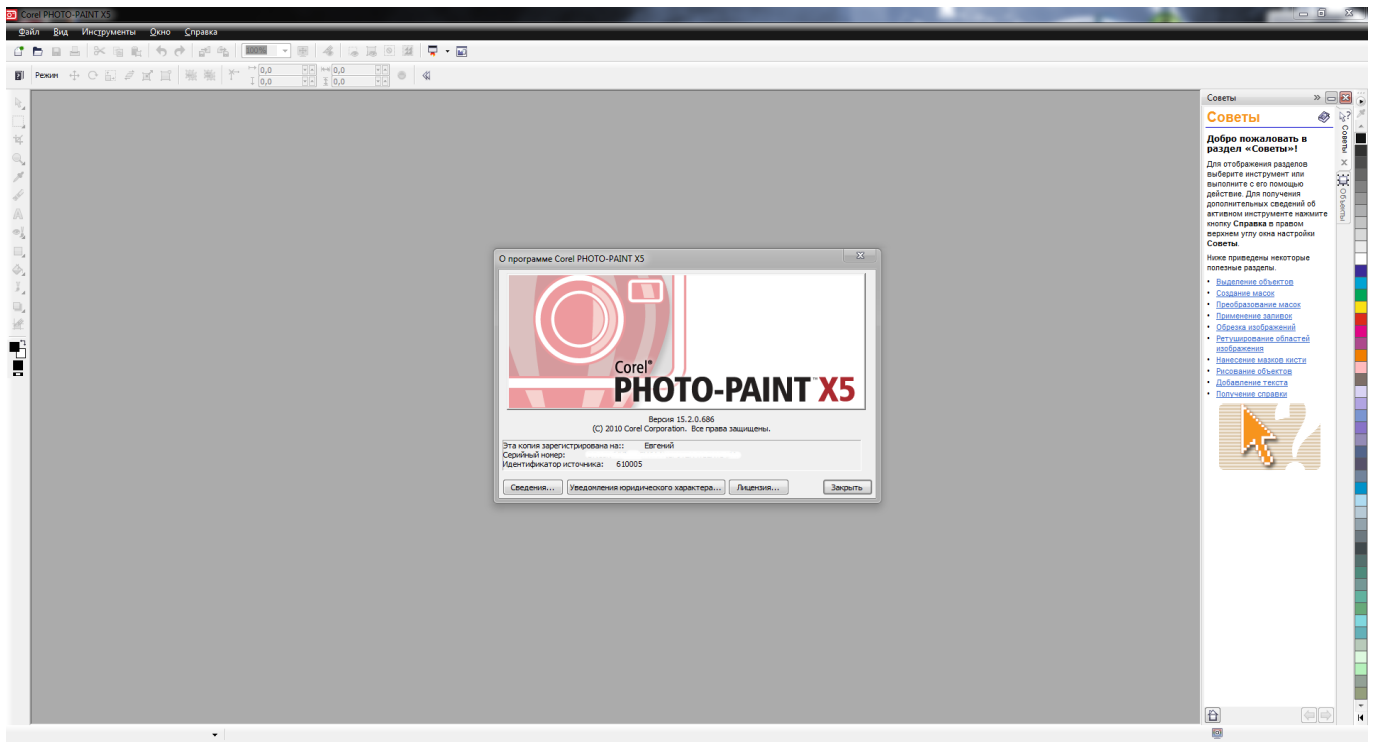 Corel PHOTO-PAINT X5
Файл Вид Инструменты Окно Справка
100%
Режим 0,0 0,0
0,0 0,0
Советы
Советы
Добро пожаловать в
раздел «Советы»!
Для отображения разделов
выберите инструмент или
выполните с его помощью
действие. Для получения
дополнительных сведений об
активном инструменте нажмите
кнопку Справка в правом
верхнем углу окна настройки
Советы.
Ниже приведены некоторые
полезные разделы.
• Выделение объектов
• Создание масок
• Преобразование масок
• Применение заливок
• Обрезка изображений
• Ретуширование областей
изображения
• Нанесение мазков кисти
• Рисование объектов
• Добавление текста
• Получение справки
Советы
Объекты
О программе Corel PHOTO-PAINT X5
Corel®
PHOTO-PAINT™ X5
Версия 15.2.0.686
(C) 2010 Corel Corporation. Все права защищены.
Эта копия зарегистрирована на:: Евгений
Серийный номер:
Идентификатор источника: 610005
Сведения... Уведомления юридического характера... Лицензия... Закрыть